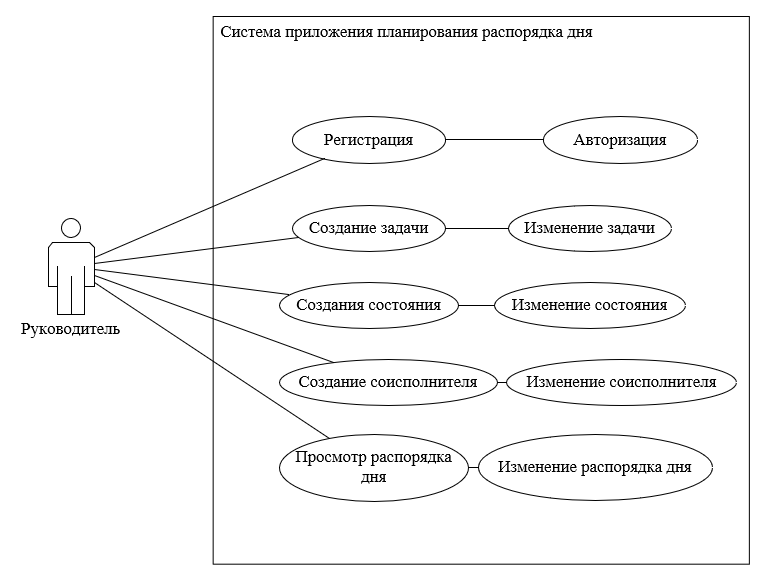 Система приложения планирования распорядка дня
Регистрация
Авторизация
Создание задачи
Изменение задачи
Создания состояния
Изменение состояния
Руководитель
Создание соисполнителя
Изменение соисполнителя
Просмотр распорядка
дня
Изменение распорядка дня